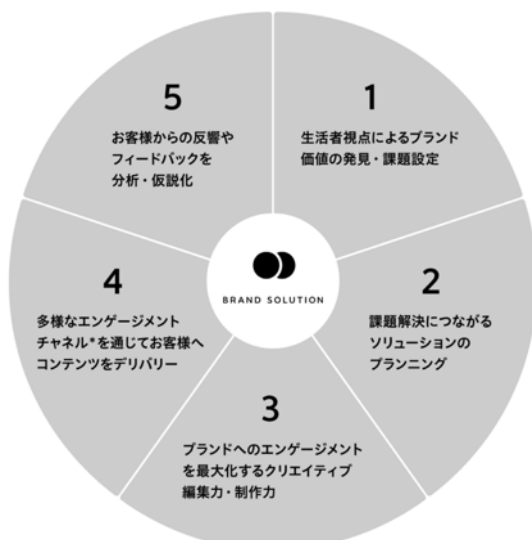 1
生活者視点によるブランド
価値の発見・課題設定
2
課題解決につながる
ソリューションの
プランニング
3
ブランドへのエンゲージメント
を最大化するクリエイティブ
編集力・制作力
4
多様なエンゲージメント
チャネル*を通じてお客様へ
コンテンツをデリバリー
5
お客様からの反響や
フィードバックを
分析・仮説化
BRAND SOLUTION